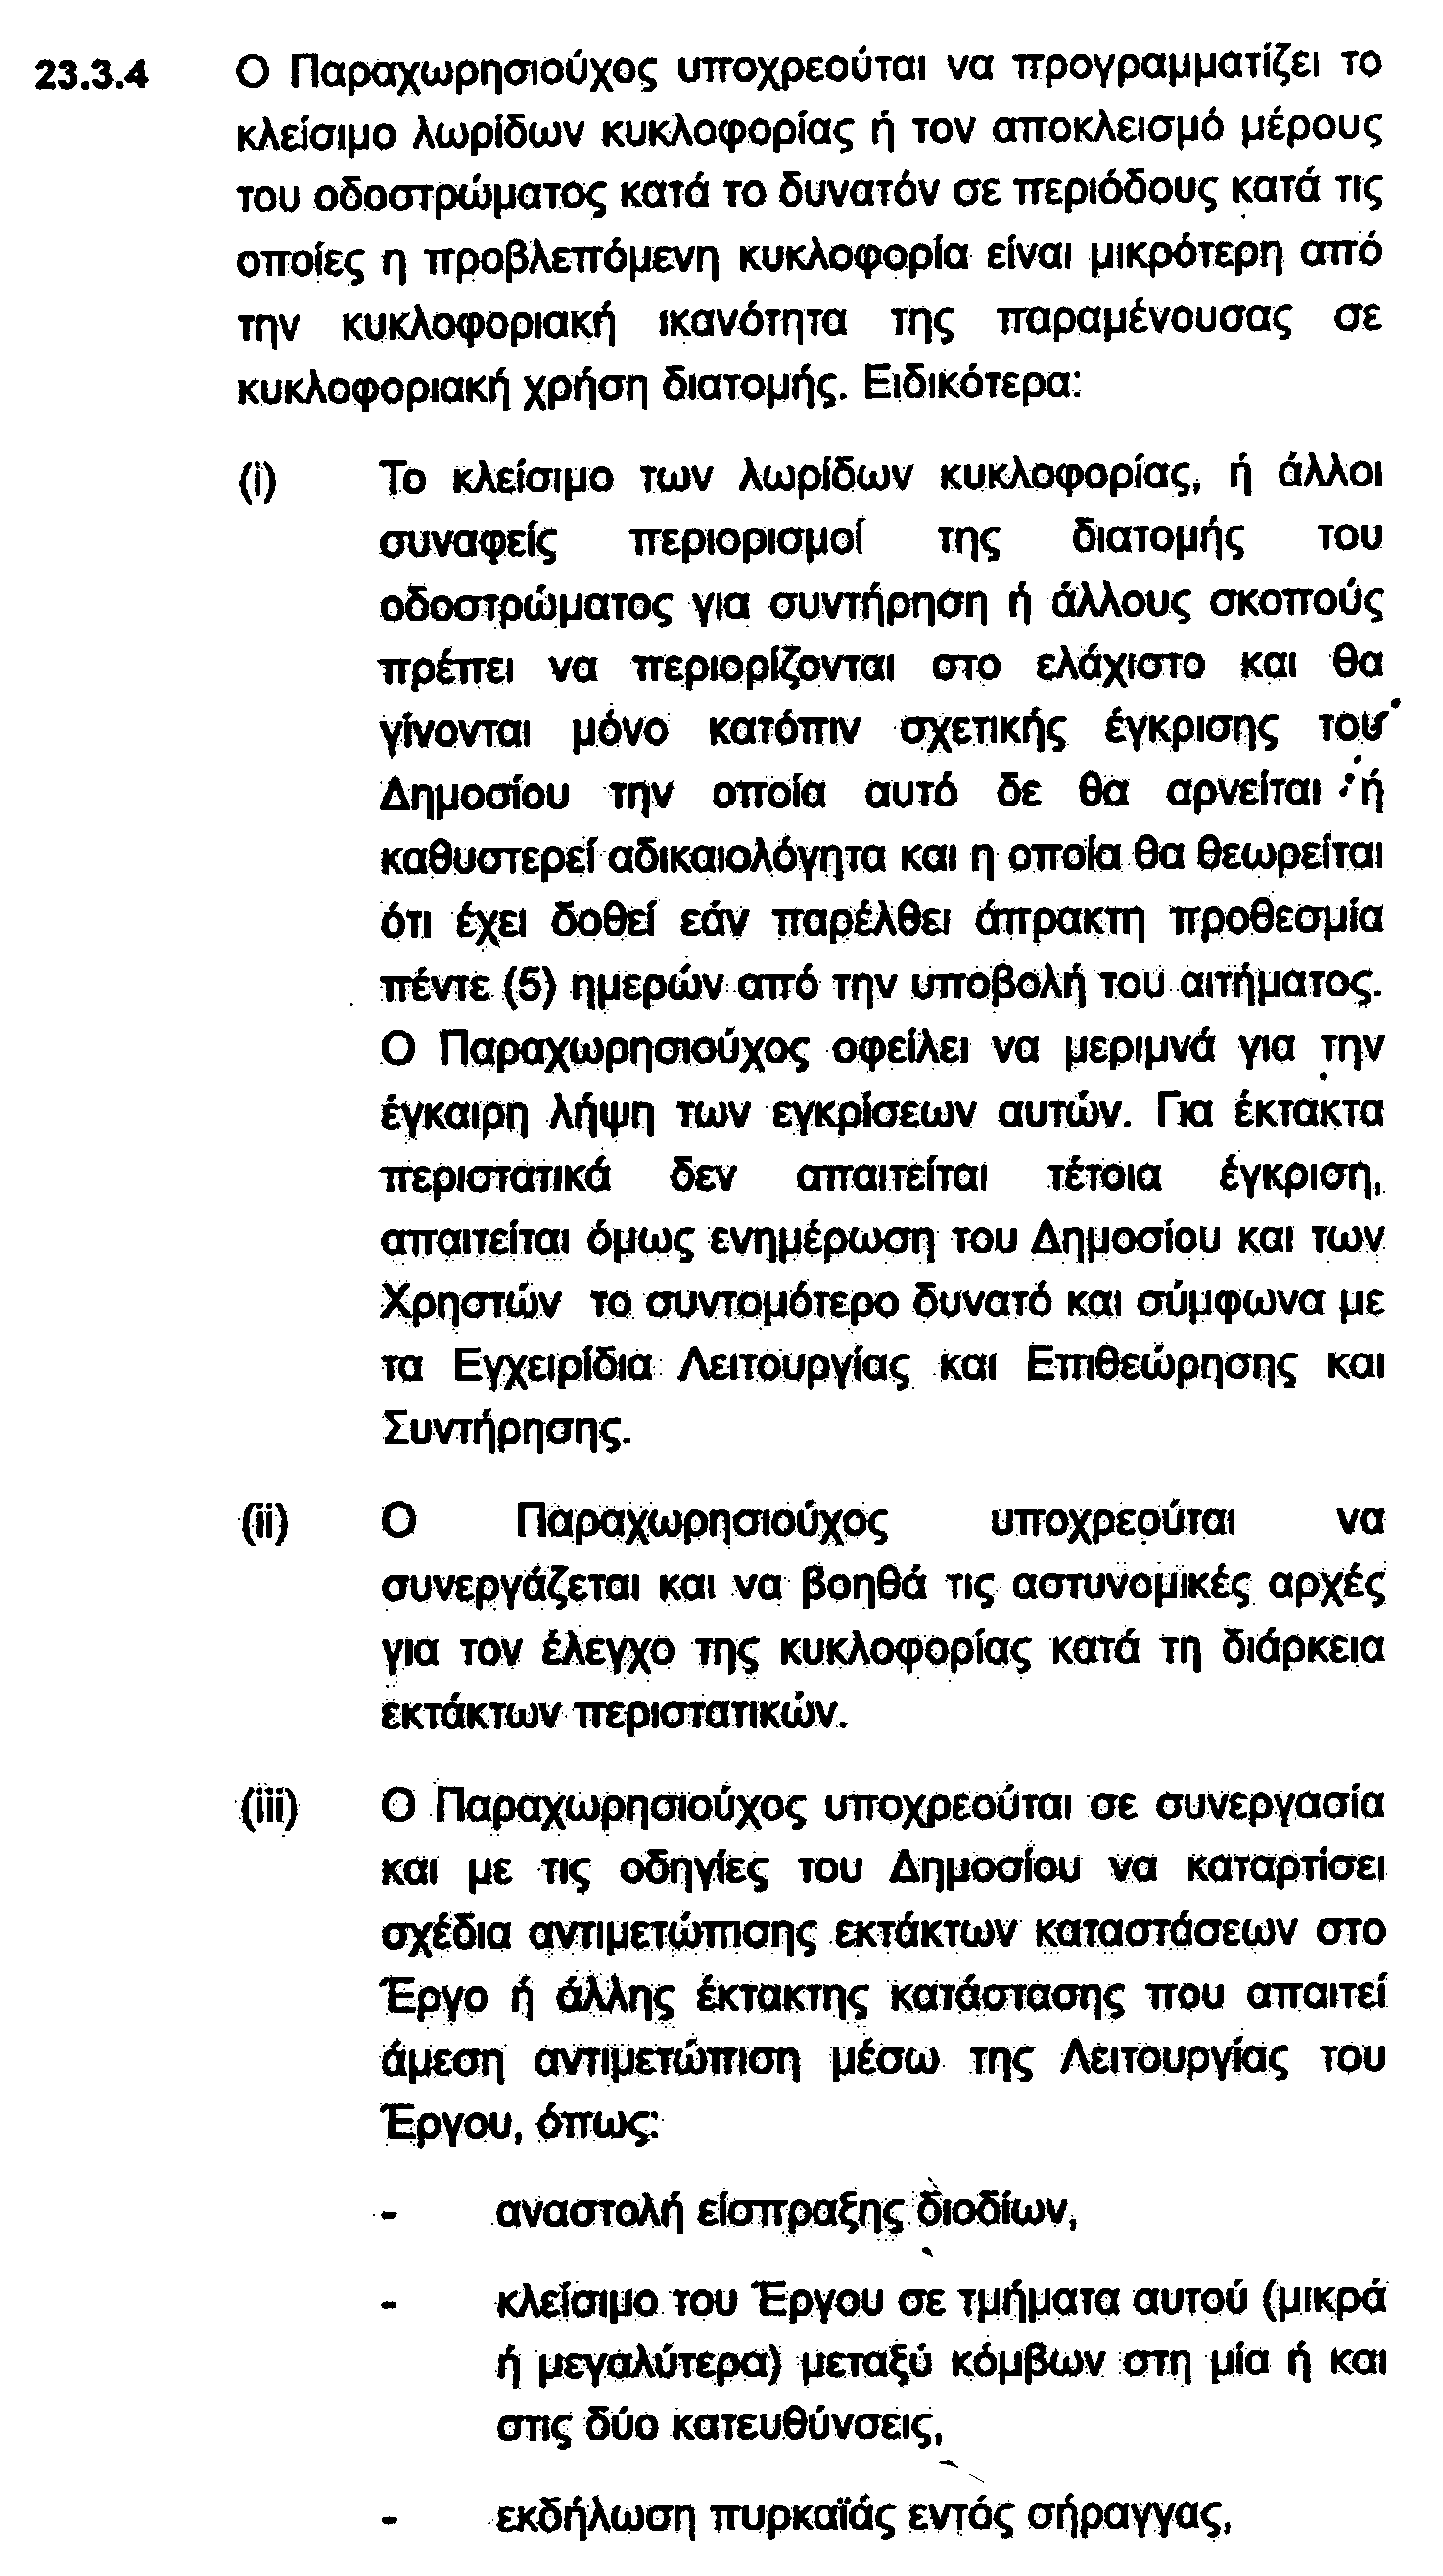 23.3.4 Ο Παραχωρησιούχος υποχρεούται να προγραμματίζει το
κλείσιμο λωρίδων κυκλοφορίας ή τον αποκλεισμό μέρους
του οδοστρώματος κατά το δυνατόν σε περιόδους κατά τις
οποίες η προβλεπόμενη κυκλοφορία είναι μικρότερη από
την κυκλοφοριακή ικανότητα της παραμένουσας σε
κυκλοφοριακή χρήση διατομής. Ειδικότερα:
(i) Το κλείσιμο των λωρίδων κυκλοφορίας, ή άλλοι
συναφείς περιορισμοί της διατομής του
οδοστρώματος για συντήρηση ή άλλους σκοπούς
πρέπει να περιορίζονται στο ελάχιστο και θα
γίνονται μόνο κατόπιν σχετικής έγκρισης του
Δημοσίου την οποία αυτό δε θα αρνείται ή
καθυστερεί αδικαιολόγητα και η οποία θα θεωρείται
ότι έχει δοθεί εάν παρέλθει άπρακτη προθεσμία
πέντε (5) ημερών από την υποβολή του αιτήματος.
Ο Παραχωρησιούχος οφείλει να μεριμνά για την
έγκαιρη λήψη των εγκρίσεων αυτών. Για έκτακτα
περιστατικά δεν απαιτείται τέτοια έγκριση,
απαιτείται όμως ενημέρωση του Δημοσίου και των
Χρηστών το συντομότερο δυνατό και σύμφωνα με
τα Εγχειρίδια Λειτουργίας και Επιθεώρησης και
Συντήρησης.
(ii) Ο Παραχωρησιούχος υποχρεούται να
συνεργάζεται και να βοηθά τις αστυνομικές αρχές
για τον έλεγχο της κυκλοφορίας κατά τη διάρκεια
εκτάκτων περιστατικών.
(iii) Ο Παραχωρησιούχος υποχρεούται σε συνεργασία
και με τις οδηγίες του Δημοσίου να καταρτίσει
σχέδια αντιμετώπισης εκτάκτων καταστάσεων στο
Έργο ή άλλης έκτακτης κατάστασης που απαιτεί
άμεση αντιμετώπιση μέσω της Λειτουργίας του
Έργου, όπως:
- αναστολή είσπραξης διοδίων,
- κλείσιμο του Έργου σε τμήματα αυτού (μικρά
ή μεγαλύτερα) μεταξύ κόμβων στη μία ή και
στις δύο κατευθύνσεις,
- εκδήλωση πυρκαϊάς εντός σήραγγας,